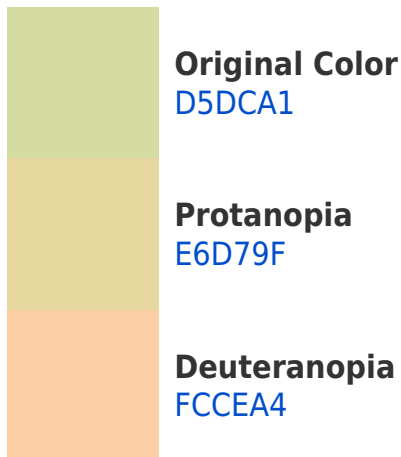 Original Color
D5DCA1
Protanopia
E6D79F
Deuteranopia
FCCEA4